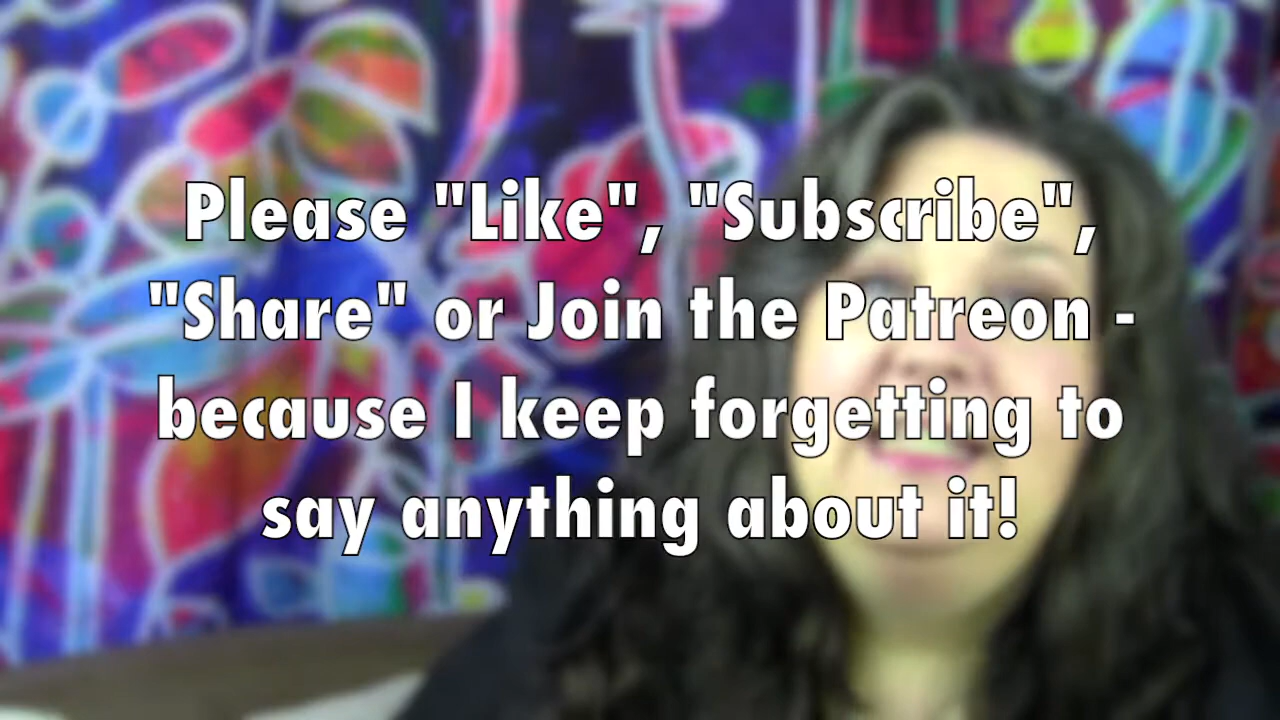 Please "Like", "Subscribe",
"Share" or Join the Patreon -
because I keep forgetting to
say anything about it!